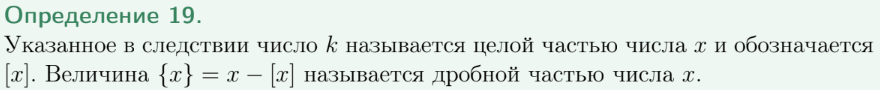 Определение 19.
Указанное в следствии число k называется целой частью числа x и обозначается
[x]. Величина {x} = x − [x] называется дробной частью числа x.